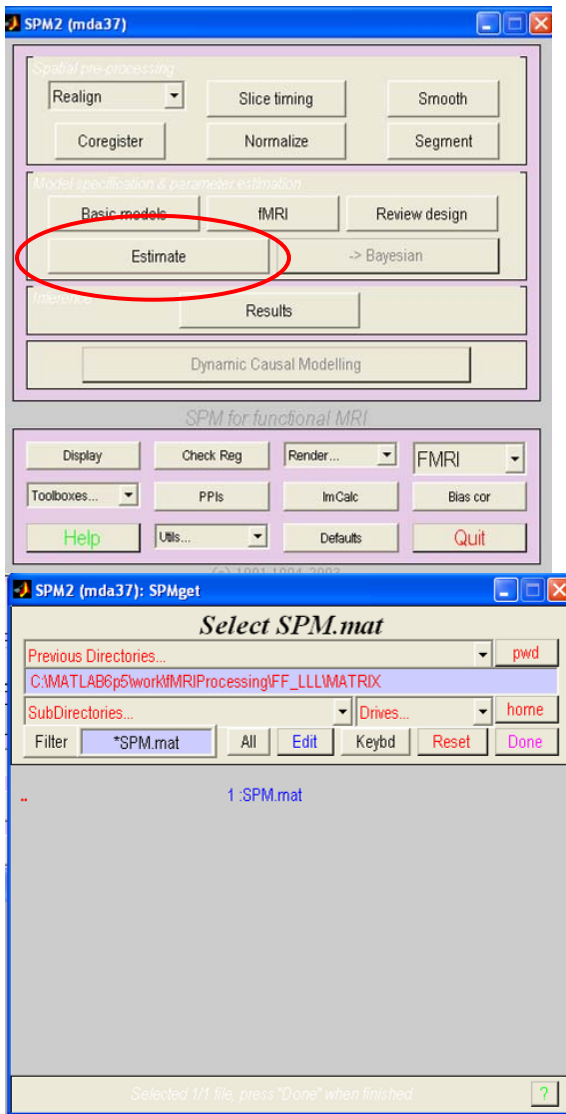 SPM2 (mda37)
Spatial pre-processing
Realign Slice timing Smooth
Coregister Normalize Segment
Model specification & parameter estimation
Basic models fMRI Review design
Estimate -> Bayesian
Inference
Results
Dynamic Causal Modelling
SPM for functional MRI
Display Check Reg Render... FMRI
Toolboxes... PPIs ImCalc Bias cor
Help Utils... Defaults Quit
(c) 1991,1994-2003
SPM2 (mda37): SPMget
Select SPM.mat
Previous Directories... pwd
C:\MATLAB6p5\work\fMRIProcessing\FF_LLL\MATRIX
SubDirectories... Drives... home
Filter *SPM.mat All Edit Keybd Reset Done
.. 1 :SPM.mat
Selected 1/1 file, press "Done" when finished. ?